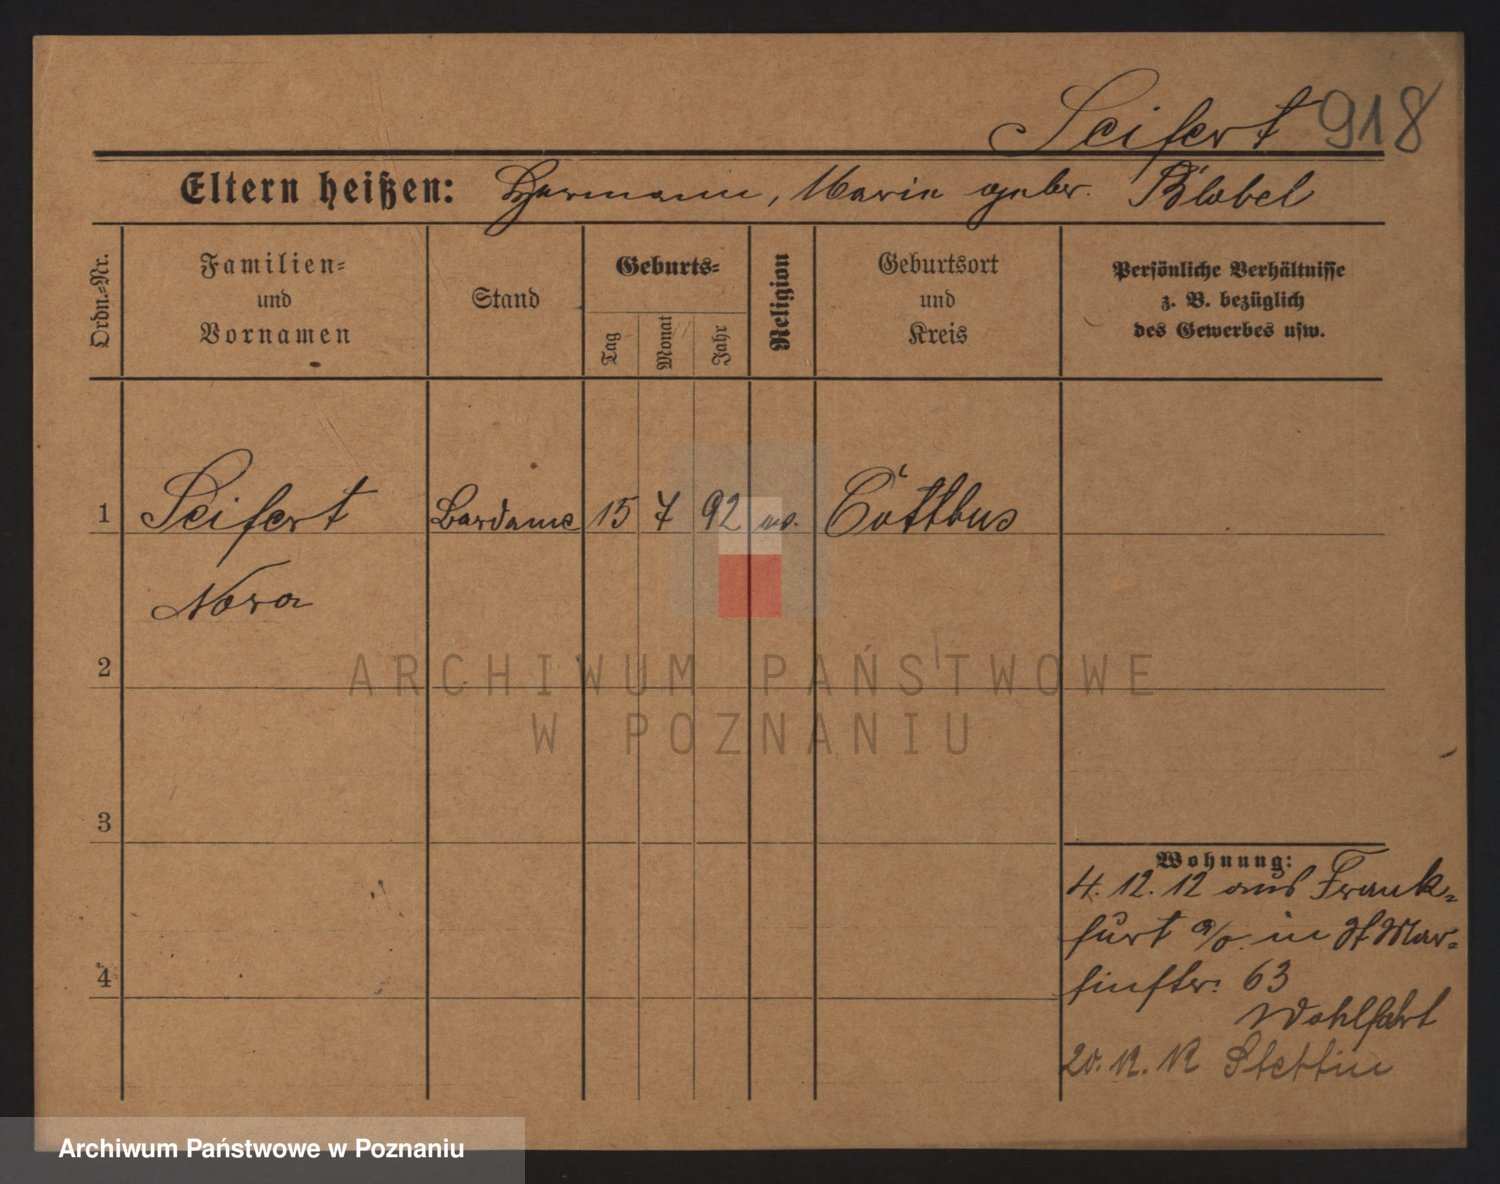 Seifert 918
Eltern heißen: Hermann, Marie geber. Blobel
Ordn.-Nr.
Familien-
und
Vornamen
Stand
Geburts-
Tag
Monat
Jahr
Religion
Geburtsort
und
Kreis
Persönliche Verhältnisse
z. B. bezüglich
des Gewerbes usw.
1 Seifert Bardame 15 7 92 ev. Cottbus
Nora
2
ARCHIWUM PAŃSTWOWE
W POZNANIU
3
Wohnung:
4. 12. 12 aus Frank-
furt a/o. in St Mar-
4
tinstr: 63
Wohlfahrt
20. 12. 12 Stettin
Archiwum Państwowe w Poznaniu